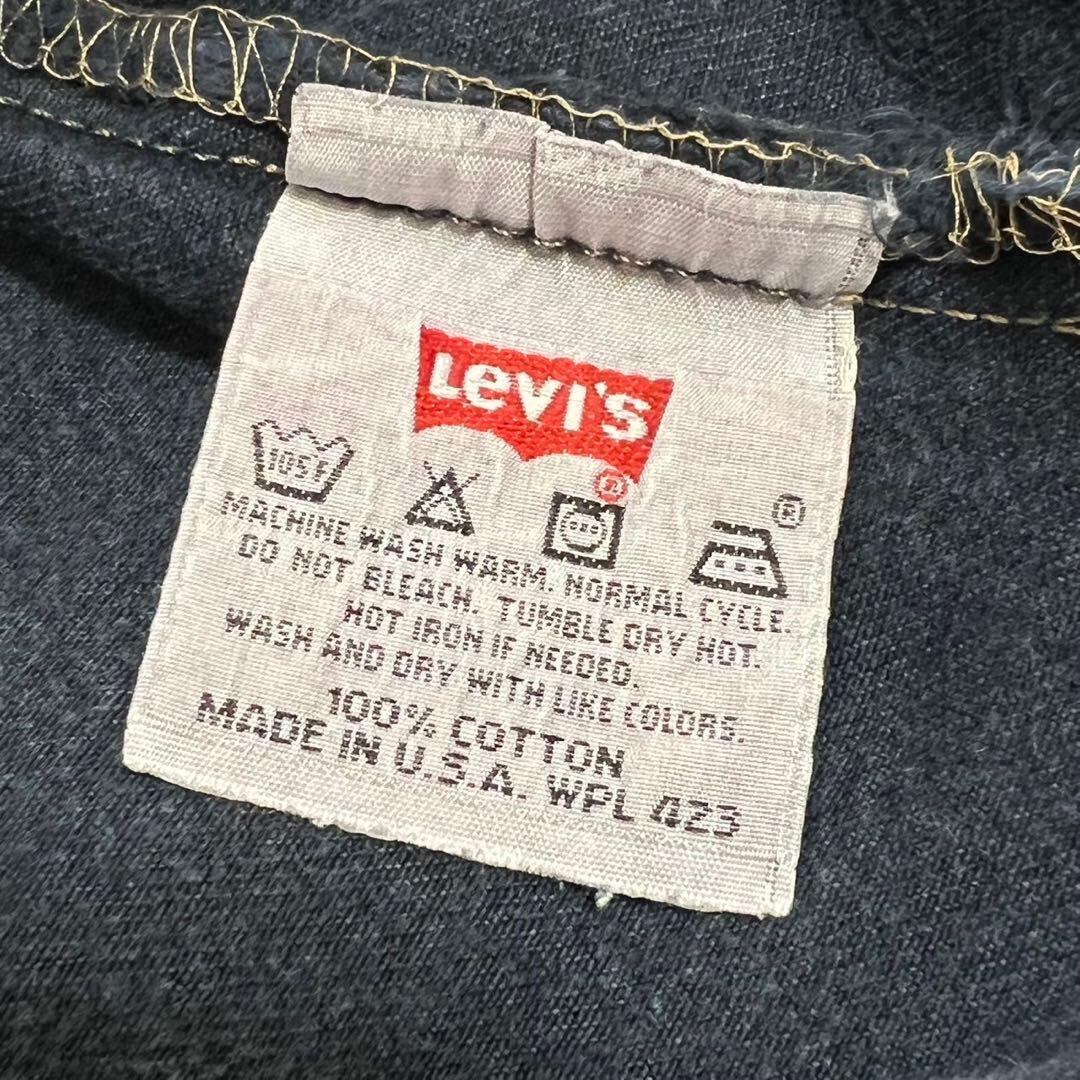 Levi's
®
105F
®
MACHINE WASH WARM. NORMAL CYCLE.
DO NOT BLEACH. TUMBLE DRY HOT.
HOT IRON IF NEEDED.
WASH AND DRY WITH LIKE COLORS.
100% COTTON
MADE IN U.S.A. WPL 423